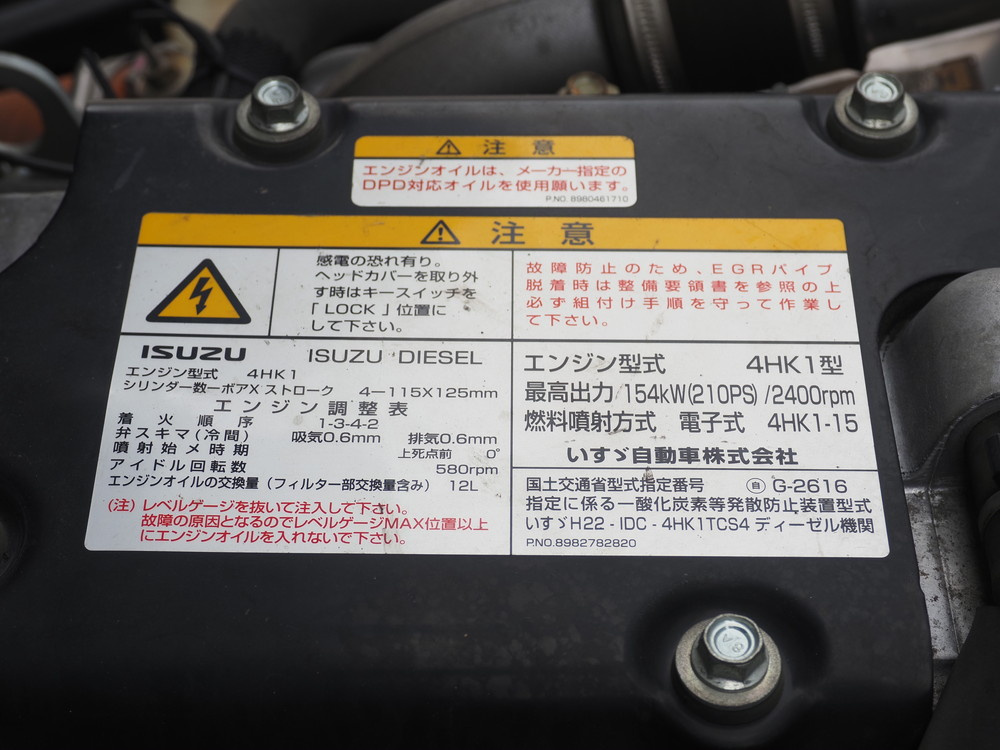 注意
エンジンオイルは、メーカー指定の
DPD対応オイルを使用願います。
P.NO. 8980461710
注意
感電の恐れ有り。
ヘッドカバーを取り外
す時はキースイッチを
「LOCK」位置に
して下さい。
故障防止のため、EGRパイプ
脱着時は整備要領書を参照の上
必ず組付け手順を守って作業し
て下さい。
ISUZU ISUZU DIESEL
エンジン型式 4HK1
シリンダー数ーボアXストローク 4-115X125mm
エンジン調整表
着火順序 1-3-4-2
弁スキマ(冷間) 吸気0.6mm 排気0.6mm
噴射始メ時期 上死点前 0°
アイドル回転数 580rpm
エンジンオイルの交換量(フィルター部交換量含み) 12L
(注)レベルゲージを抜いて注入して下さい。
故障の原因となるのでレベルゲージMAX位置以上
にエンジンオイルを入れないで下さい。
エンジン型式 4HK1型
最高出力/154kW(210PS)/2400rpm
燃料噴射方式 電子式 4HK1-15
いすゞ自動車株式会社
国土交通省型式指定番号 自 G-2616
指定に係る一酸化炭素等発散防止装置型式
いすゞH22-IDC-4HK1TCS4ディーゼル機関
P.NO.8982782820